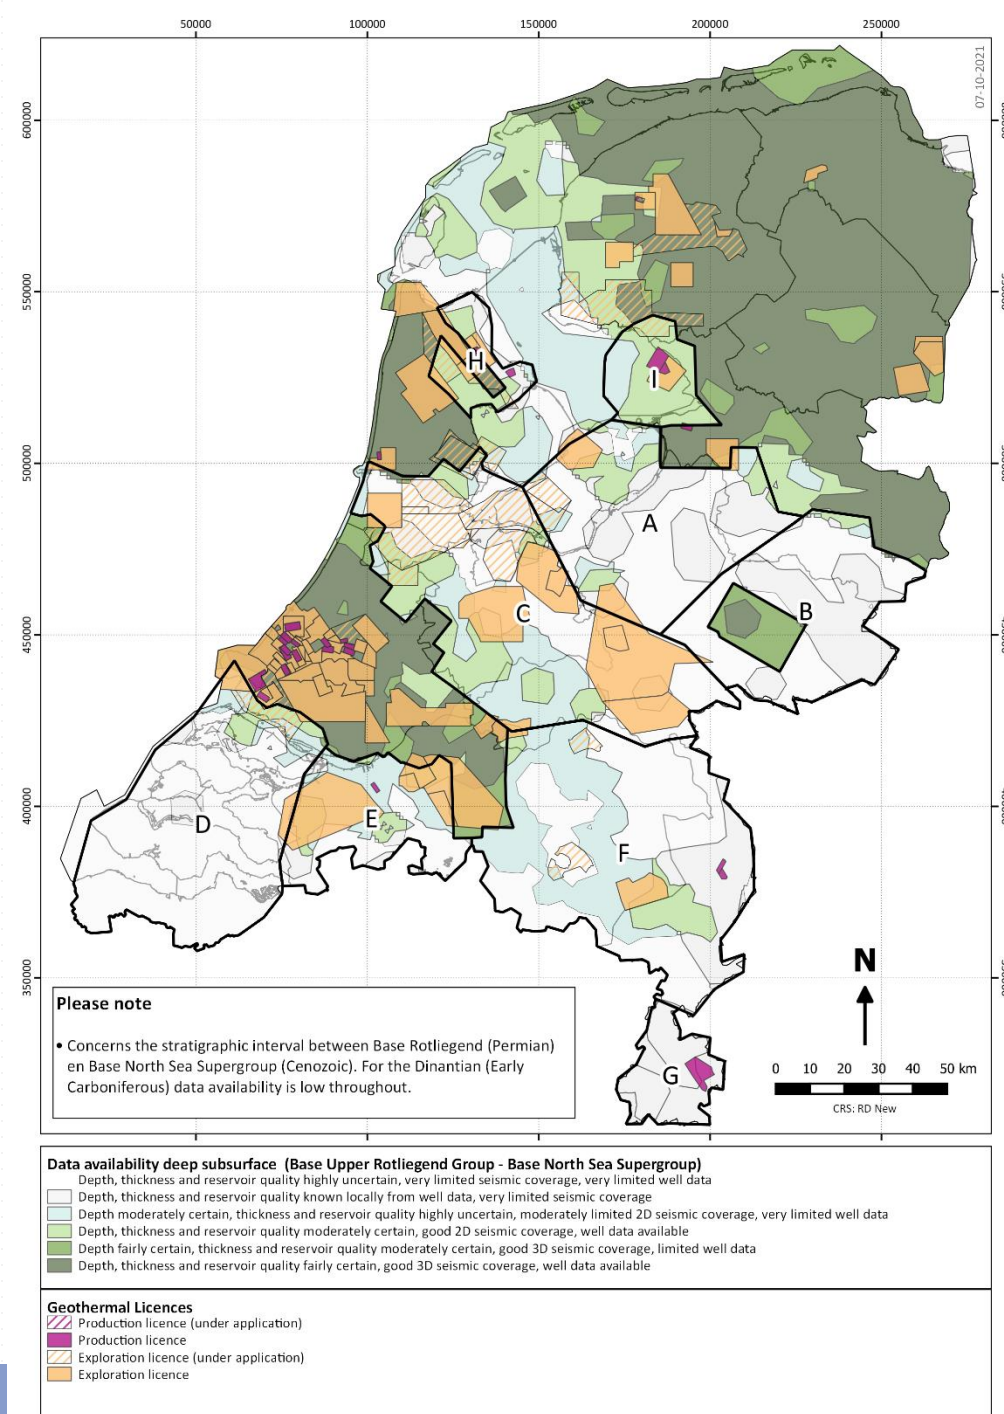 50000 100000 150000 200000 250000
07-10-2021
600000
550000
500000
450000
400000
350000
H
I
A
B
C
D
E
F
G
N
0 10 20 30 40 50 km
CRS: RD New
Please note
• Concerns the stratigraphic interval between Base Rotliegend (Permian)
en Base North Sea Supergroup (Cenozoic). For the Dinantian (Early
Carboniferous) data availability is low throughout.
Data availability deep subsurface (Base Upper Rotliegend Group - Base North Sea Supergroup)
Depth, thickness and reservoir quality highly uncertain, very limited seismic coverage, very limited well data
Depth, thickness and reservoir quality known locally from well data, very limited seismic coverage
Depth moderately certain, thickness and reservoir quality highly uncertain, moderately limited 2D seismic coverage, very limited well data
Depth, thickness and reservoir quality moderately certain, good 2D seismic coverage, well data available
Depth fairly certain, thickness and reservoir quality moderately certain, good 3D seismic coverage, limited well data
Depth, thickness and reservoir quality fairly certain, good 3D seismic coverage, well data available
Geothermal Licences
Production licence (under application)
Production licence
Exploration licence (under application)
Exploration licence